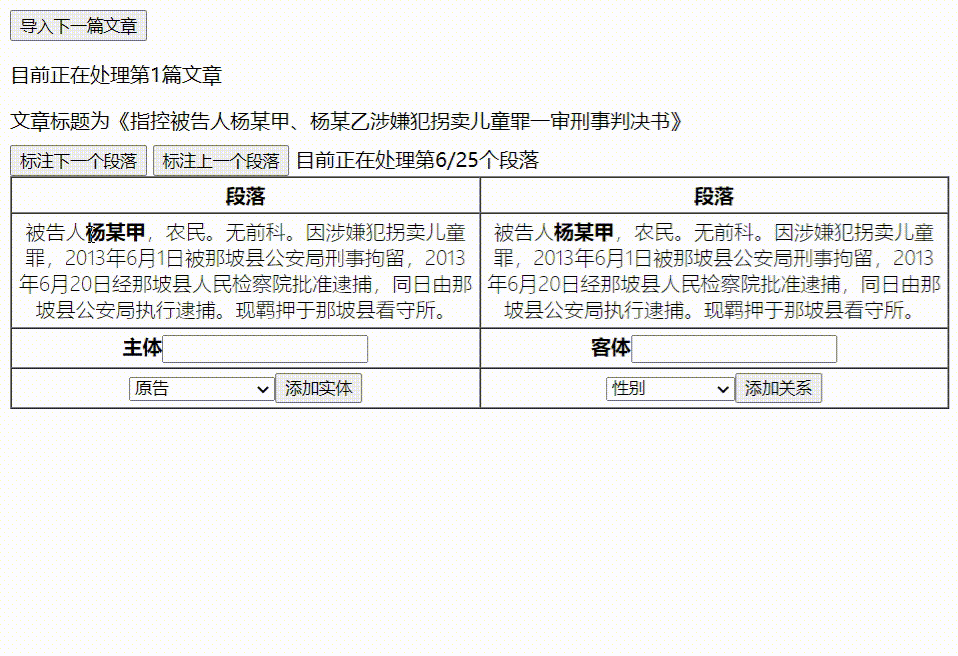 导入下一篇文章
目前正在处理第1篇文章
文章标题为《指控被告人杨某甲、杨某乙涉嫌犯拐卖儿童罪一审刑事判决书》
标注下一个段落 标注上一个段落 目前正在处理第6/25个段落
段落 段落
被告人杨某甲，农民。无前科。因涉嫌犯拐卖儿童
罪，2013年6月1日被那坡县公安局刑事拘留，2013
年6月20日经那坡县人民检察院批准逮捕，同日由那
坡县公安局执行逮捕。现羁押于那坡县看守所。
被告人杨某甲，农民。无前科。因涉嫌犯拐卖儿童
罪，2013年6月1日被那坡县公安局刑事拘留，2013
年6月20日经那坡县人民检察院批准逮捕，同日由那
坡县公安局执行逮捕。现羁押于那坡县看守所。
主体 客体
原告 添加实体 性别 添加关系